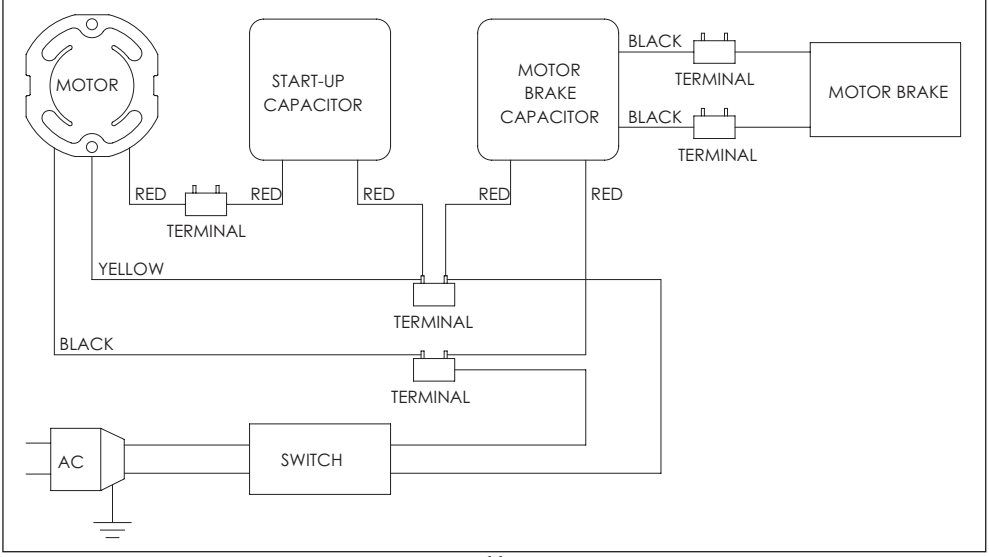 MOTOR
START-UP
CAPACITOR
MOTOR
BRAKE
CAPACITOR
BLACK
TERMINAL
BLACK
TERMINAL
MOTOR BRAKE
RED
RED
TERMINAL
RED
RED
RED
YELLOW
TERMINAL
BLACK
TERMINAL
AC
SWITCH